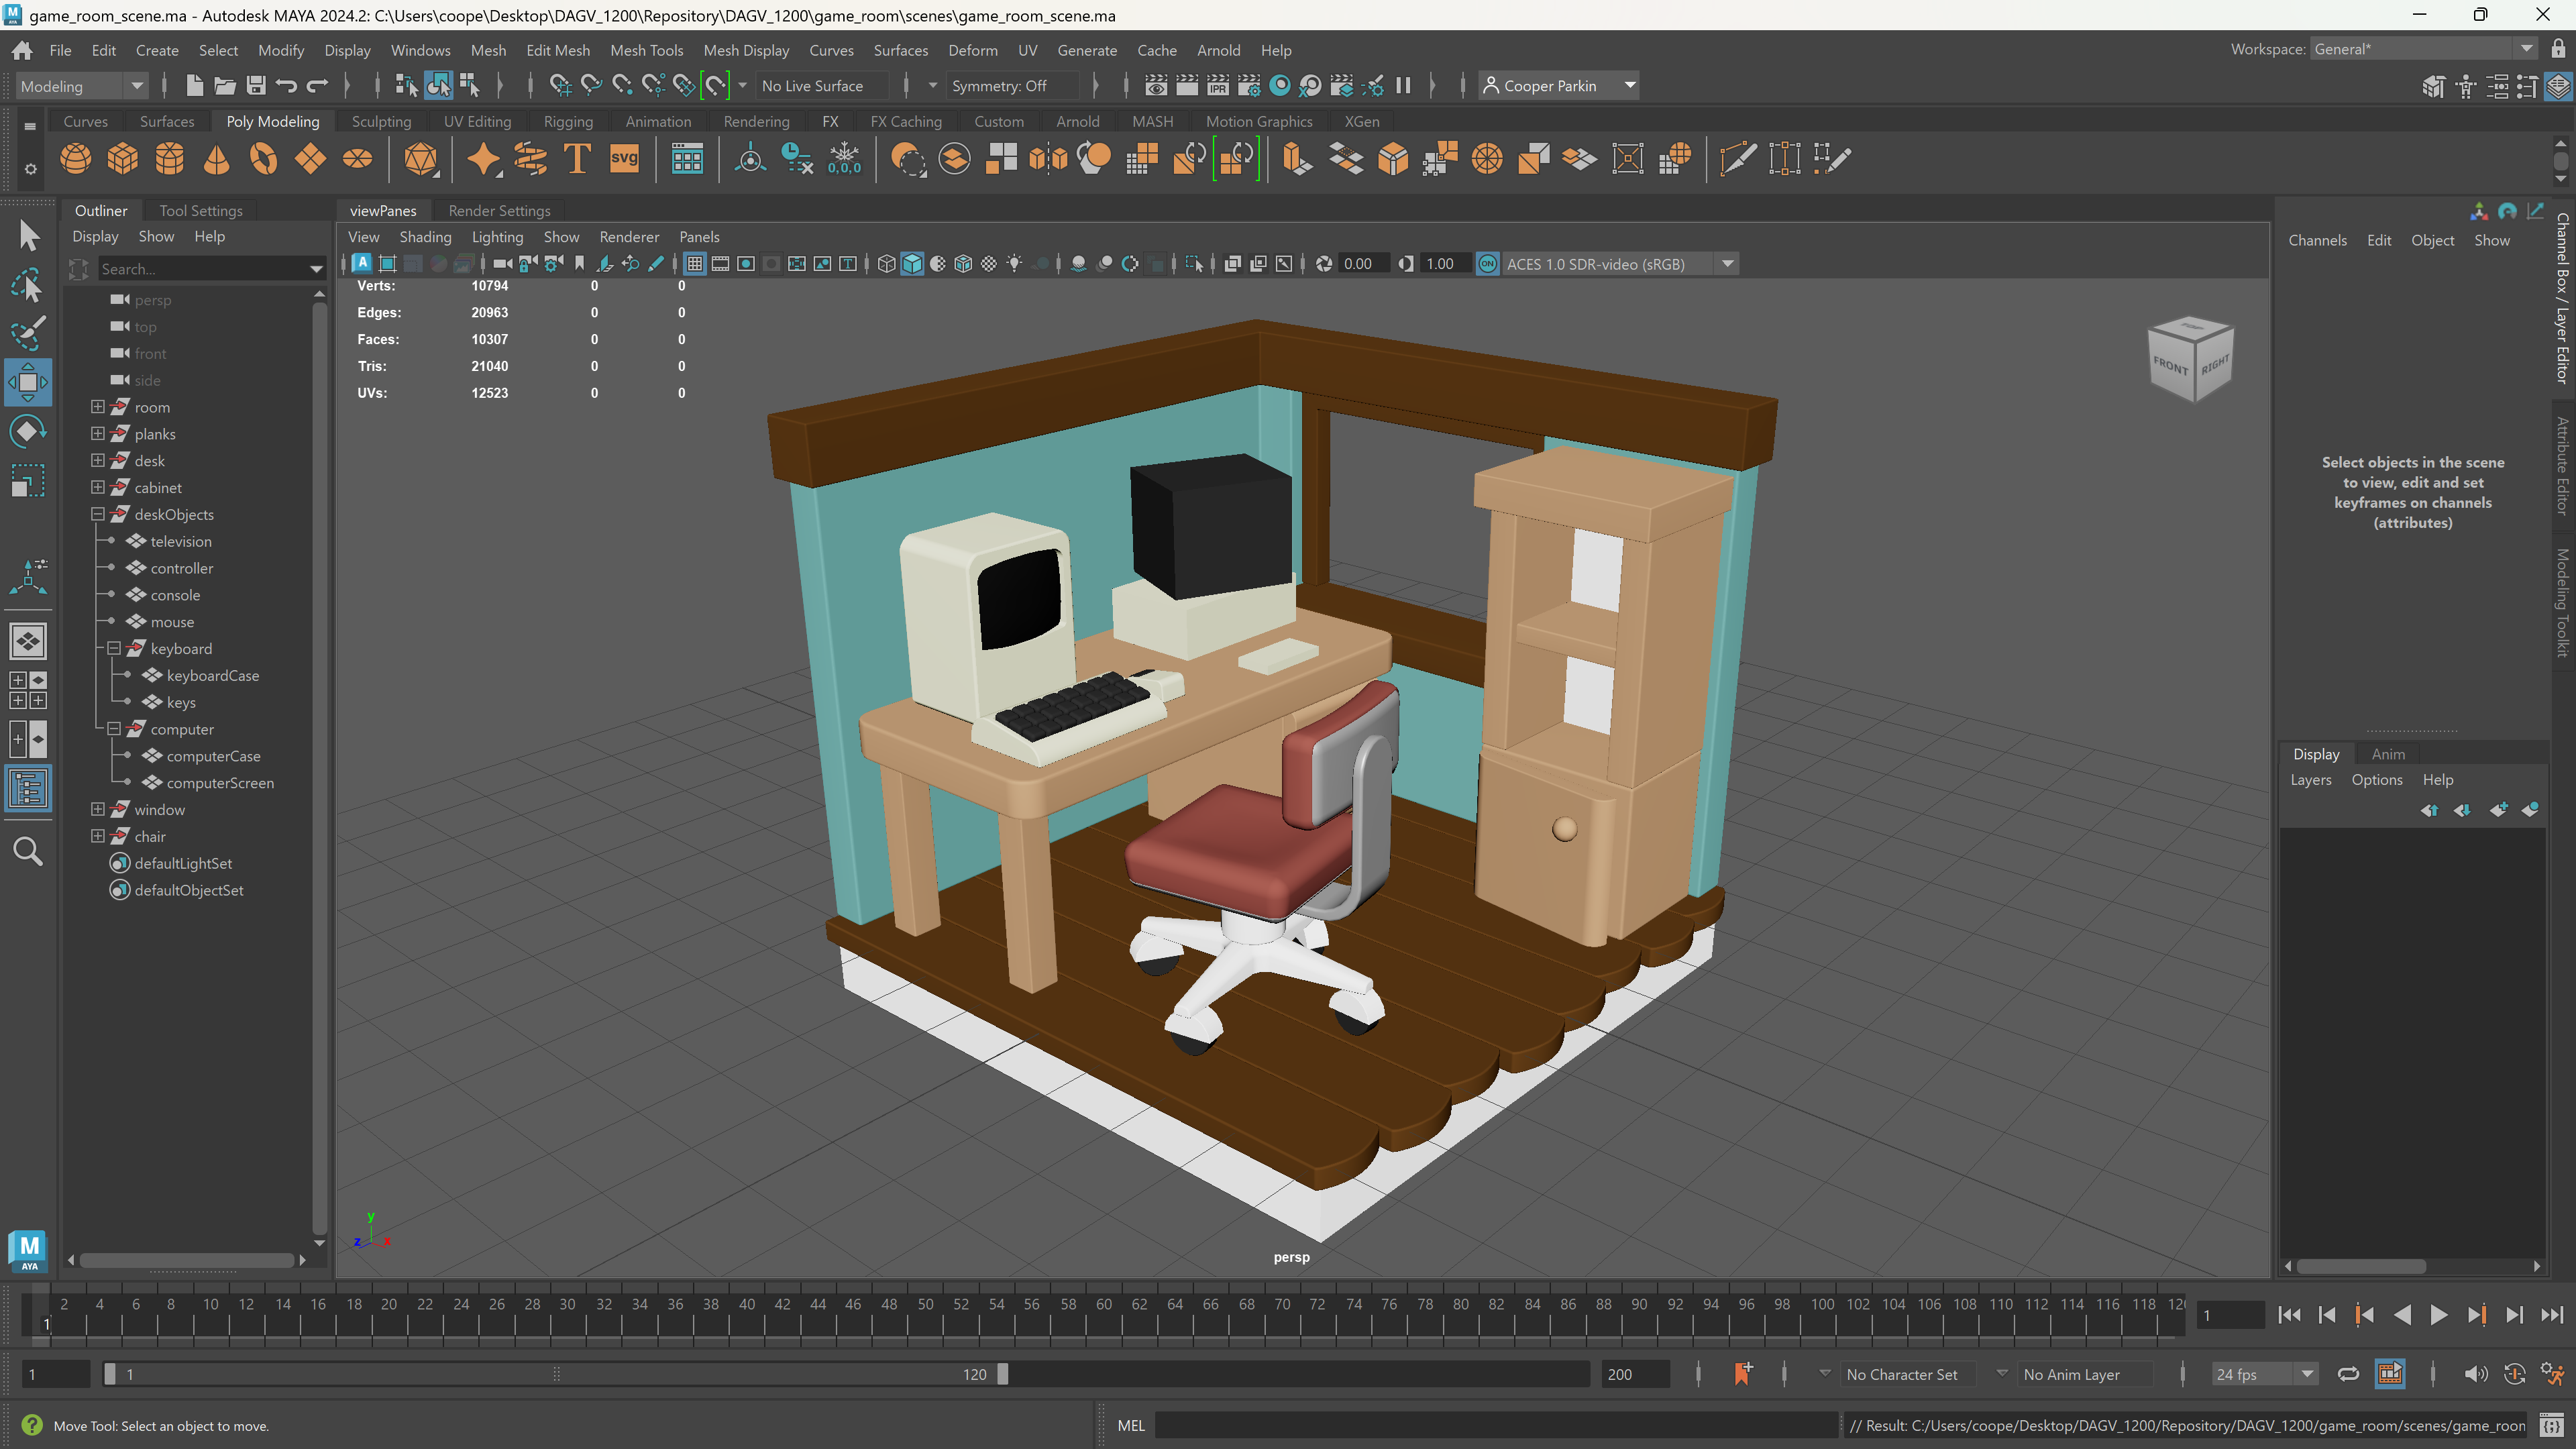 game_room_scene.ma - Autodesk MAYA 2024.2: C:\Users\coope\Desktop\DAGV_1200\Repository\DAGV_1200\game_room\scenes\game_room_scene.ma
File Edit Create Select Modify Display Windows Mesh Edit Mesh Mesh Tools Mesh Display Curves Surfaces Deform UV Generate Cache Arnold Help
Workspace: General*
Modeling
No Live Surface
Symmetry: Off
IPR
Cooper Parkin
Curves Surfaces Poly Modeling Sculpting UV Editing Rigging Animation Rendering FX FX Caching Custom Arnold MASH Motion Graphics XGen
T
svg
0,0,0
Outliner Tool Settings
Display Show Help
Search...
persp
top
front
side
room
planks
desk
cabinet
deskObjects
television
controller
console
mouse
keyboard
keyboardCase
keys
computer
computerCase
computerScreen
window
chair
defaultLightSet
defaultObjectSet
M
AYA
viewPanes Render Settings
View Shading Lighting Show Renderer Panels
0.00
1.00
ON
ACES 1.0 SDR-video (sRGB)
Verts: 10794 0 0
Edges: 20963 0 0
Faces: 10307 0 0
Tris: 21040 0 0
UVs: 12523 0 0
TOP
FRONT
RIGHT
y
z
x
persp
Channels Edit Object Show
Select objects in the scene
to view, edit and set
keyframes on channels
(attributes)
Channel Box / Layer Editor
Attribute Editor
Modeling Toolkit
Display Anim
Layers Options Help
2 4 6 8 10 12 14 16 18 20 22 24 26 28 30 32 34 36 38 40 42 44 46 48 50 52 54 56 58 60 62 64 66 68 70 72 74 76 78 80 82 84 86 88 90 92 94 96 98 100 102 104 106 108 110 112 114 116 118 12
1
1
1
1
120
200
No Character Set
No Anim Layer
24 fps
Move Tool: Select an object to move.
MEL
// Result: C:/Users/coope/Desktop/DAGV_1200/Repository/DAGV_1200/game_room/scenes/game_room